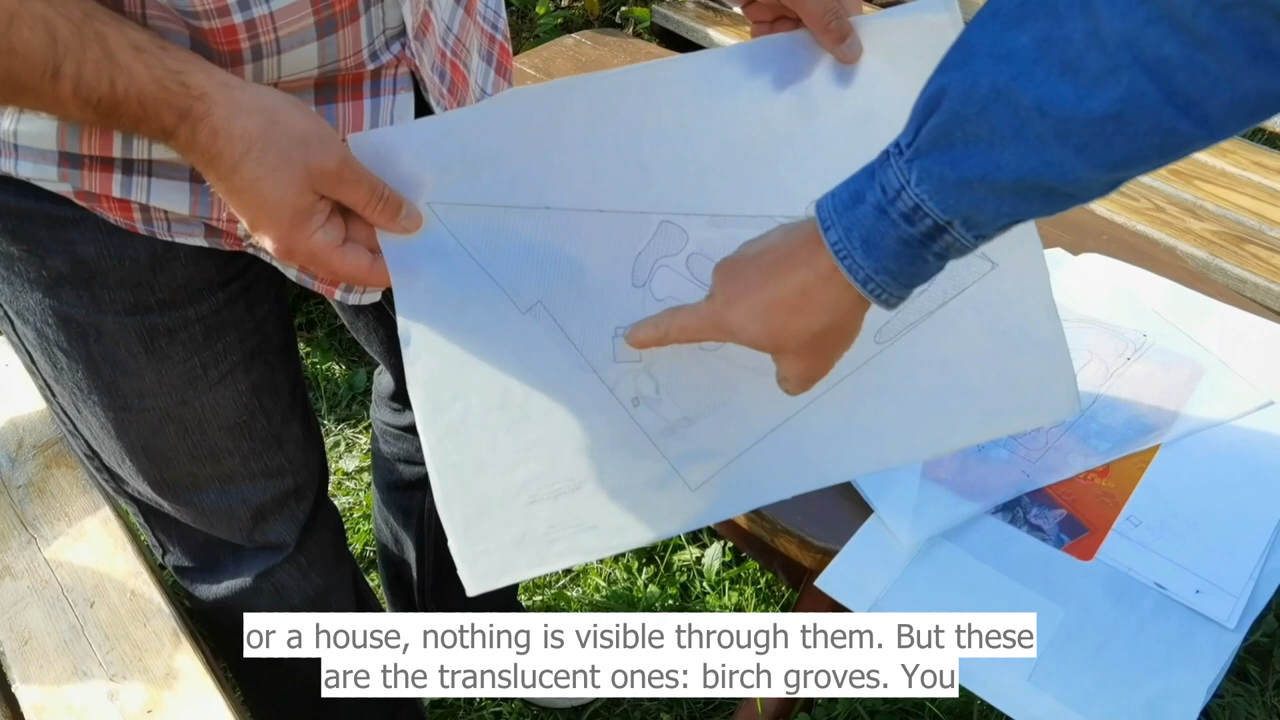 or a house, nothing is visible through them. But these
are the translucent ones: birch groves. You